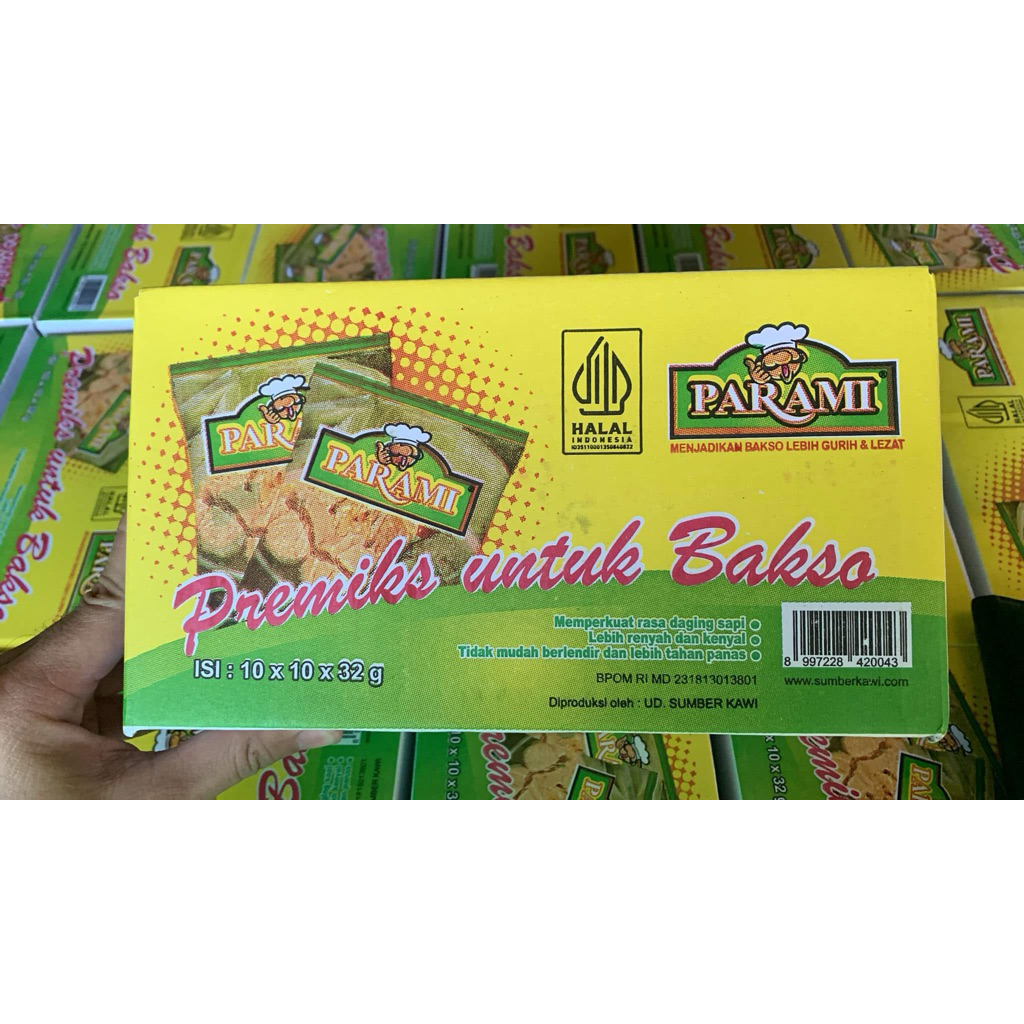 PARAMI
PARAMI
HALAL
INDONESIA
PARAMI
MENJADIKAN BAKSO LEBIH GURIH & LEZAT
Premiks untuk Bakso
ISI : 10 x 10 x 32 g
Memperkuat rasa daging sapi
Lebih renyah dan kenyal
Tidak mudah berlendir dan lebih tahan panas
BPOM RI MD 231813013801
Diproduksi oleh : UD. SUMBER KAWI
8 997228 420043
www.sumberkawi.com